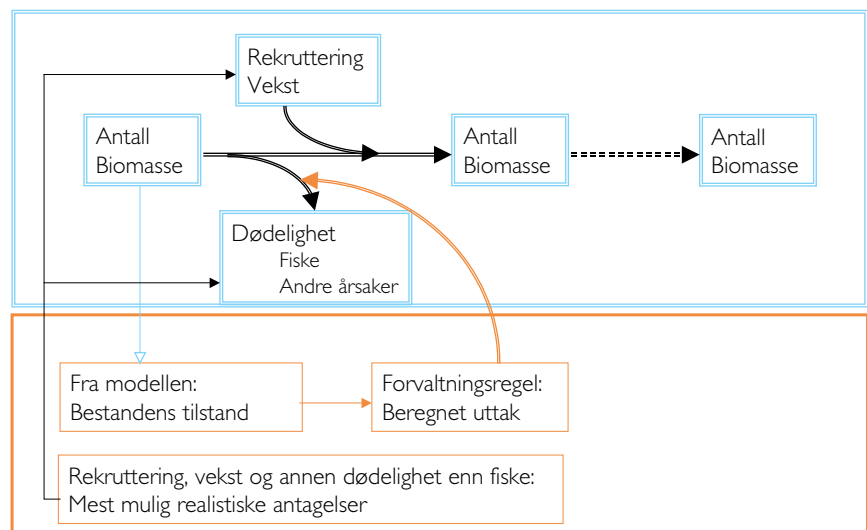 Rekruttering
Vekst
Antall
Biomasse
Antall
Biomasse
Antall
Biomasse
Dødelighet
Fiske
Andre årsaker
Fra modellen:
Bestandens tilstand
Forvaltningsregel:
Beregnet uttak
Rekruttering, vekst og annen dødelighet enn fiske:
Mest mulig realistiske antagelser